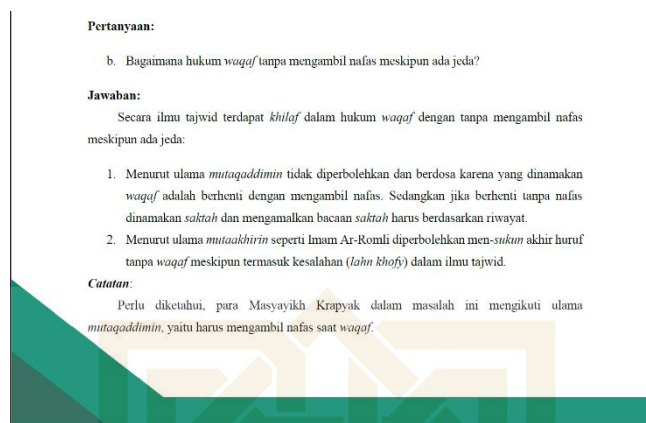 Pertanyaan:
b. Bagaimana hukum waqaf tanpa mengambil nafas meskipun ada jeda?
Jawaban:
Secara ilmu tajwid terdapat khilaf dalam hukum waqaf dengan tanpa mengambil nafas
meskipun ada jeda:
1. Menurut ulama mutaqaddimin tidak diperbolehkan dan berdosa karena yang dinamakan
waqaf adalah berhenti dengan mengambil nafas. Sedangkan jika berhenti tanpa nafas
dinamakan saktah dan mengamalkan bacaan saktah harus berdasarkan riwayat.
2. Menurut ulama mutaakhirin seperti Imam Ar-Romli diperbolehkan men-sukun akhir huruf
tanpa waqaf meskipun termasuk kesalahan (lahn khofy) dalam ilmu tajwid.
Catatan:
Perlu diketahui, para Masyayikh Krapyak dalam masalah ini mengikuti ulama
mutaqaddimin, yaitu harus mengambil nafas saat waqaf.